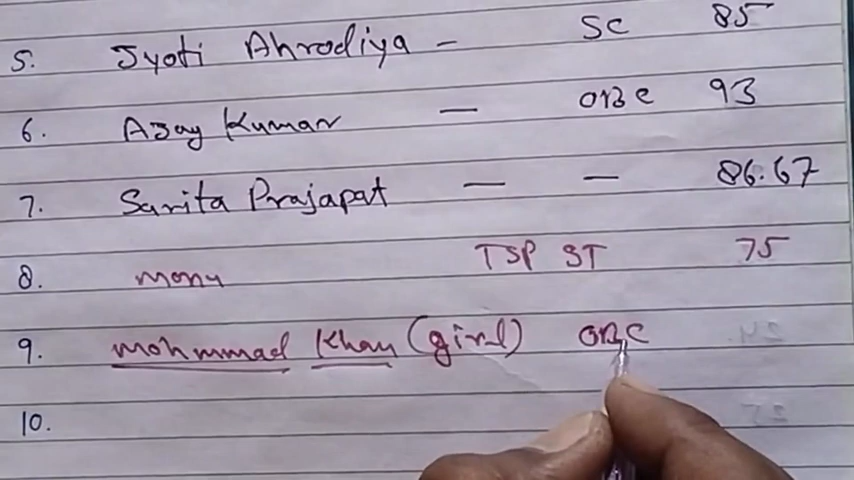 5. Jyoti Ahrodiya - SC 85
6. Ajay Kumar — OBC 93
7. Sarita Prajapat — — 86.67
8. monu TSP ST 75
9. mohmmad Khan (girl) OBC
10.